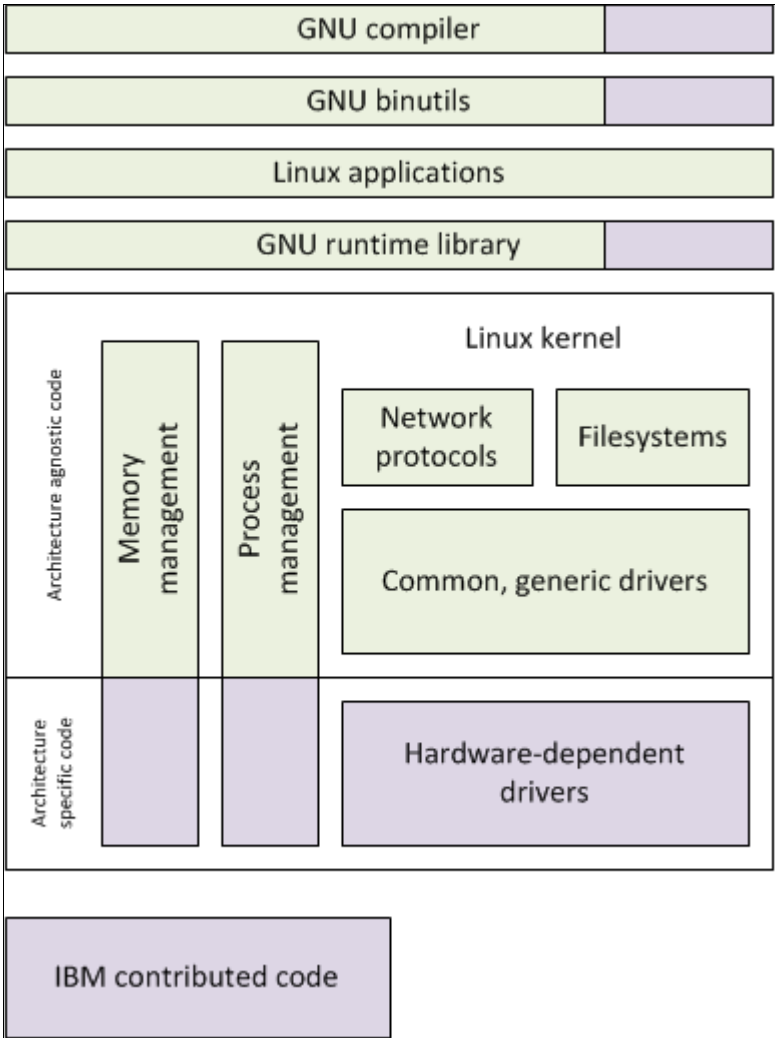 GNU compiler
GNU binutils
Linux applications
GNU runtime library
Linux kernel
Architecture agnostic code
Memory
management
Process
management
Network
protocols
Filesystems
Common, generic drivers
Architecture
specific code
Hardware-dependent
drivers
IBM contributed code